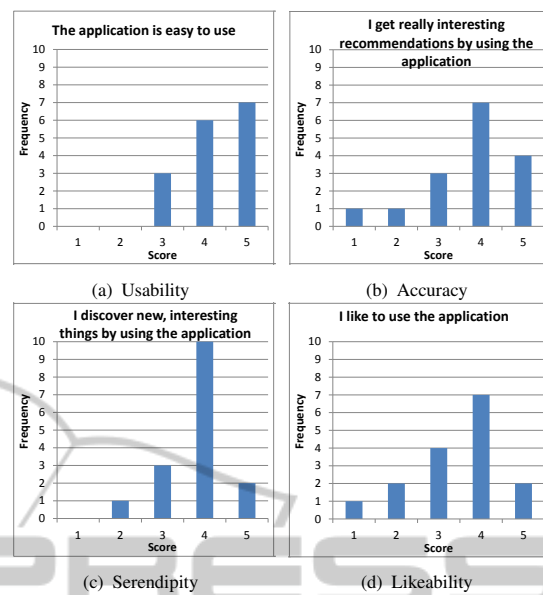 The application is easy to use
10
9
8
7
6
5
4
3
2
1
0
Frequency
1 2 3 4 5
Score
(a) Usability
I get really interesting
recommendations by using the
application
10
9
8
7
6
5
4
3
2
1
0
Frequency
1 2 3 4 5
Score
(b) Accuracy
I discover new, interesting
things by using the application
10
9
8
7
6
5
4
3
2
1
0
Frequency
1 2 3 4 5
Score
(c) Serendipity
I like to use the application
10
9
8
7
6
5
4
3
2
1
0
Frequency
1 2 3 4 5
Score
(d) Likeability
PRESS